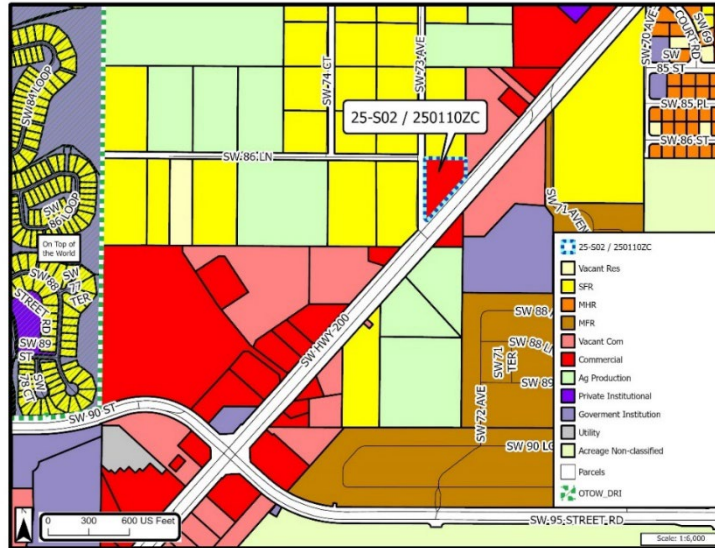 SW 84 LOOP
SW 86 LOOP
On Top of
the World
SW 88
STREET RD
SW 77
TER
SW 89
ST
SW
78 CT
SW 90 ST
SW 86 LN
SW 74 CT
SW 73 AVE
25-S02 / 250110ZC
SW HWY 200
SW 70 AVE
SW 69
COURT RD
SW
85 ST
SW 85 PL
SW 86 ST
SW 71 AVENUE
SW 88
SW 88 LN
SW 71
TER
SW 89
SW 72 AVE
SW 90 LO
SW 95 STREET RD
25-S02 / 250110ZC
Vacant Res
SFR
MHR
MFR
Vacant Com
Commercial
Ag Production
Private Institutional
Goverment Institution
Utility
Acreage Non-classified
Parcels
OTOW_DRI
N
0 300 600 US Feet
Scale: 1:6,000